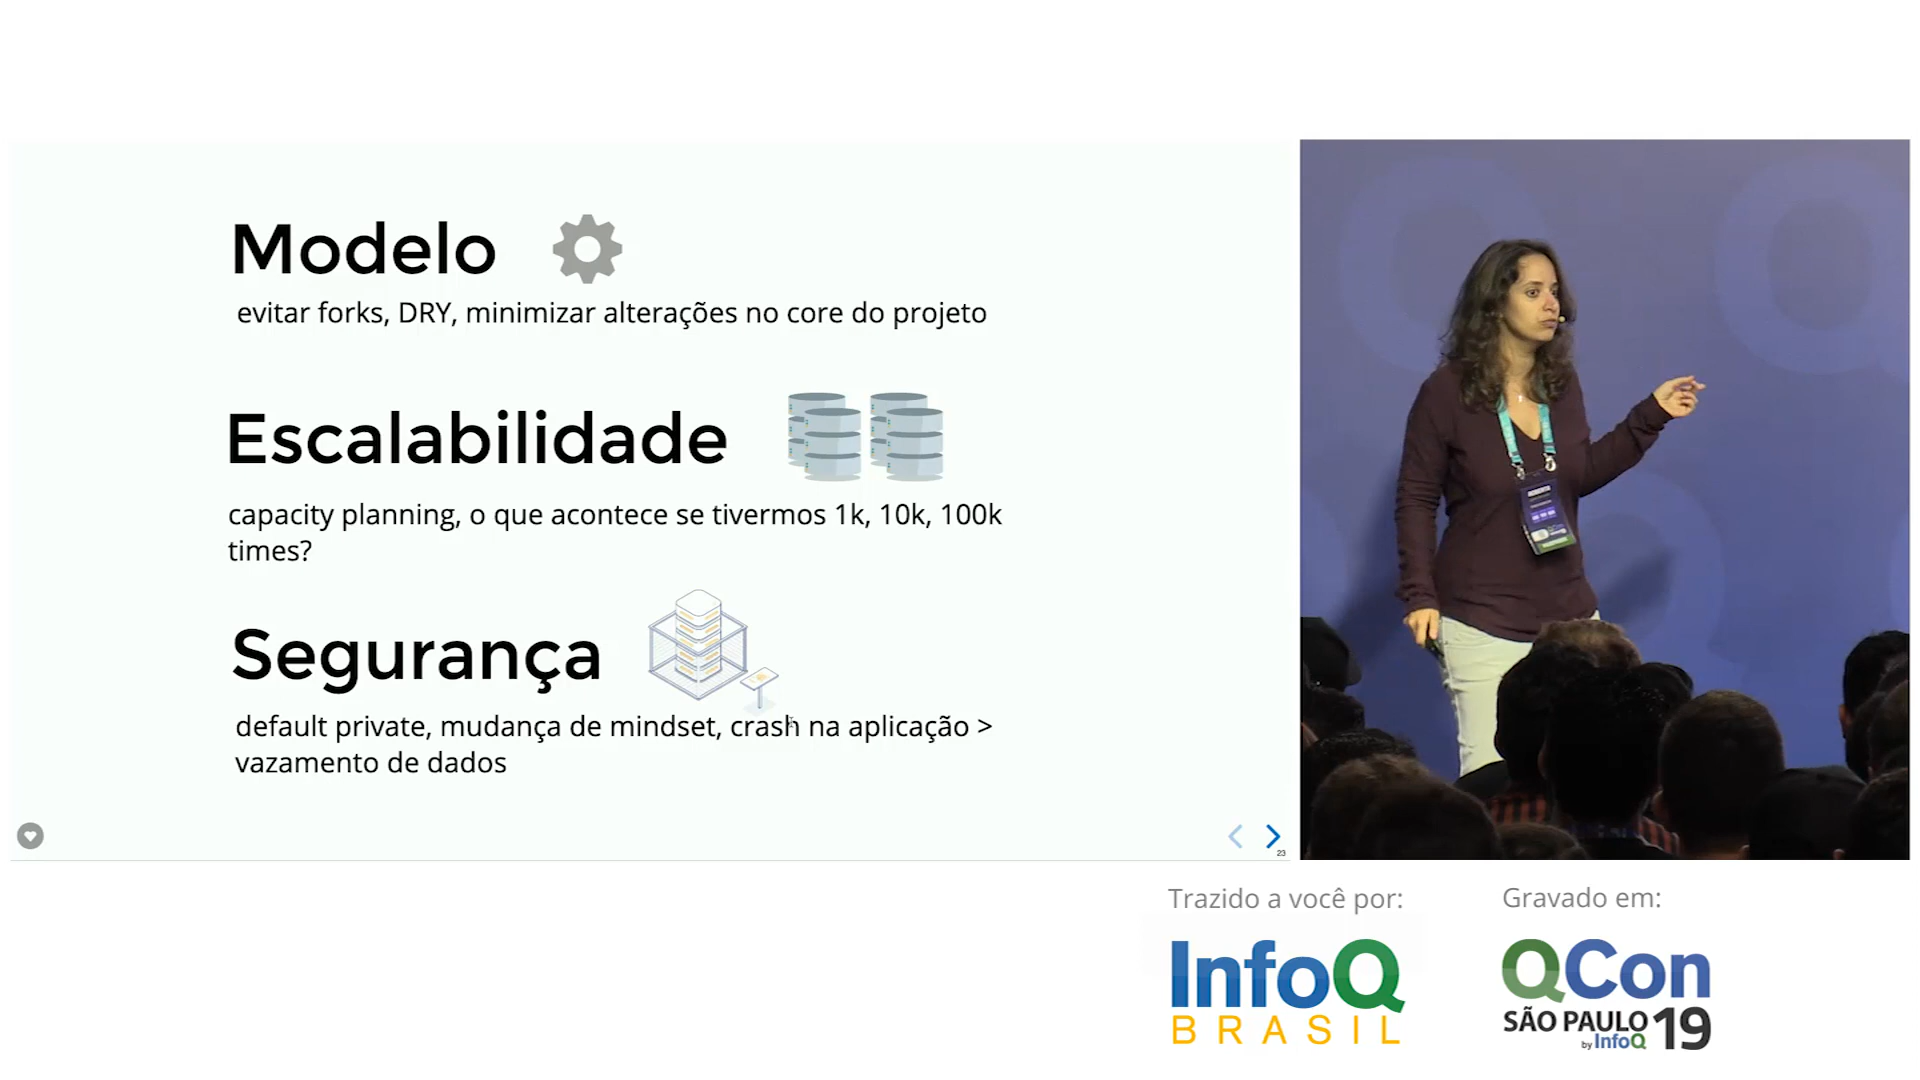 Modelo
evitar forks, DRY, minimizar alterações no core do projeto
Escalabilidade
capacity planning, o que acontece se tivermos 1k, 10k, 100k
times?
Segurança
default private, mudança de mindset, crash na aplicação >
vazamento de dados
23
Trazido a você por:
InfoQ
BRASIL
Gravado em:
QCon
SÃO PAULO 19
by InfoQ